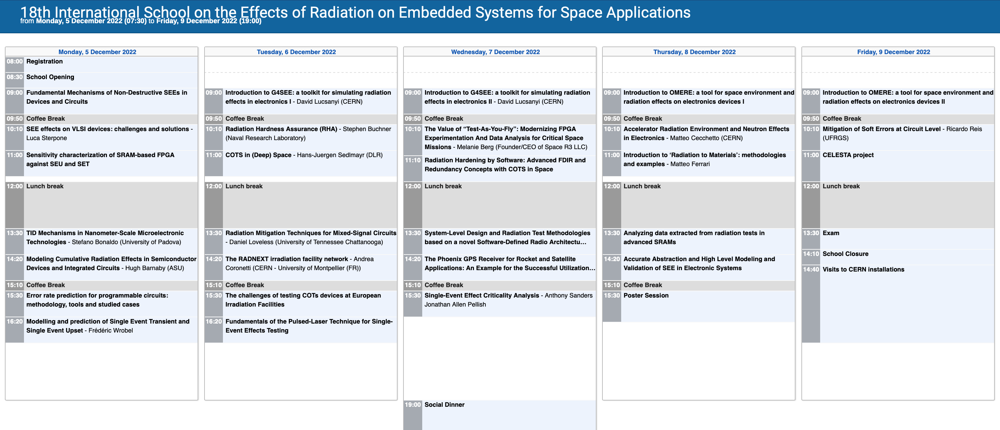 18th International School on the Effects of Radiation on Embedded Systems for Space Applications
from Monday, 5 December 2022 (07:30) to Friday, 9 December 2022 (19:00)
Monday, 5 December 2022
08:00 Registration
08:30 School Opening
09:00 Fundamental Mechanisms of Non-Destructive SEEs in
Devices and Circuits
09:50 Coffee Break
10:10 SEE effects on VLSI devices: challenges and solutions -
Luca Sterpone
11:00 Sensitivity characterization of SRAM-based FPGA
against SEU and SET
12:00 Lunch break
13:30 TID Mechanisms in Nanometer-Scale Microelectronic
Technologies - Stefano Bonaldo (University of Padova)
14:20 Modeling Cumulative Radiation Effects in Semiconductor
Devices and Integrated Circuits - Hugh Barnaby (ASU)
15:10 Coffee Break
15:30 Error rate prediction for programmable circuits:
methodology, tools and studied cases
16:20 Modelling and prediction of Single Event Transient and
Single Event Upset - Frédéric Wrobel
Tuesday, 6 December 2022
09:00 Introduction to G4SEE: a toolkit for simulating radiation
effects in electronics I - David Lucsanyi (CERN)
09:50 Coffee Break
10:10 Radiation Hardness Assurance (RHA) - Stephen Buchner
(Naval Research Laboratory)
11:00 COTS in (Deep) Space - Hans-Juergen Sedlmayr (DLR)
12:00 Lunch break
13:30 Radiation Mitigation Techniques for Mixed-Signal Circuits
- Daniel Loveless (University of Tennessee Chattanooga)
14:20 The RADNEXT irradiation facility network - Andrea
Coronetti (CERN - University of Montpellier (FR))
15:10 Coffee Break
15:30 The challenges of testing COTs devices at European
Irradiation Facilities
16:20 Fundamentals of the Pulsed-Laser Technique for Single-
Event Effects Testing
Wednesday, 7 December 2022
09:00 Introduction to G4SEE: a toolkit for simulating radiation
effects in electronics II - David Lucsanyi (CERN)
09:50 Coffee Break
10:10 The Value of “Test-As-You-Fly”: Modernizing FPGA
Experimentation And Data Analysis for Critical Space
Missions - Melanie Berg (Founder/CEO of Space R3 LLC)
11:10 Radiation Hardening by Software: Advanced FDIR and
Redundancy Concepts with COTS in Space
12:00 Lunch break
13:30 System-Level Design and Radiation Test Methodologies
based on a novel Software-Defined Radio Architectu…
14:20 The Phoenix GPS Receiver for Rocket and Satellite
Applications: An Example for the Successful Utilization…
15:10 Coffee Break
15:30 Single-Event Effect Criticality Analysis - Anthony Sanders
Jonathan Allen Pellish
19:00 Social Dinner
Thursday, 8 December 2022
09:00 Introduction to OMERE: a tool for space environment and
radiation effects on electronics devices I
09:50 Coffee Break
10:10 Accelerator Radiation Environment and Neutron Effects
in Electronics - Matteo Cecchetto (CERN)
11:00 Introduction to ‘Radiation to Materials’: methodologies
and examples - Matteo Ferrari
12:00 Lunch break
13:30 Analyzing data extracted from radiation tests in
advanced SRAMs
14:20 Accurate Abstraction and High Level Modeling and
Validation of SEE in Electronic Systems
15:10 Coffee Break
15:30 Poster Session
Friday, 9 December 2022
09:00 Introduction to OMERE: a tool for space environment and
radiation effects on electronics devices II
09:50 Coffee Break
10:10 Mitigation of Soft Errors at Circuit Level - Ricardo Reis
(UFRGS)
11:00 CELESTA project
12:00 Lunch break
13:30 Exam
14:10 School Closure
14:40 Visits to CERN installations